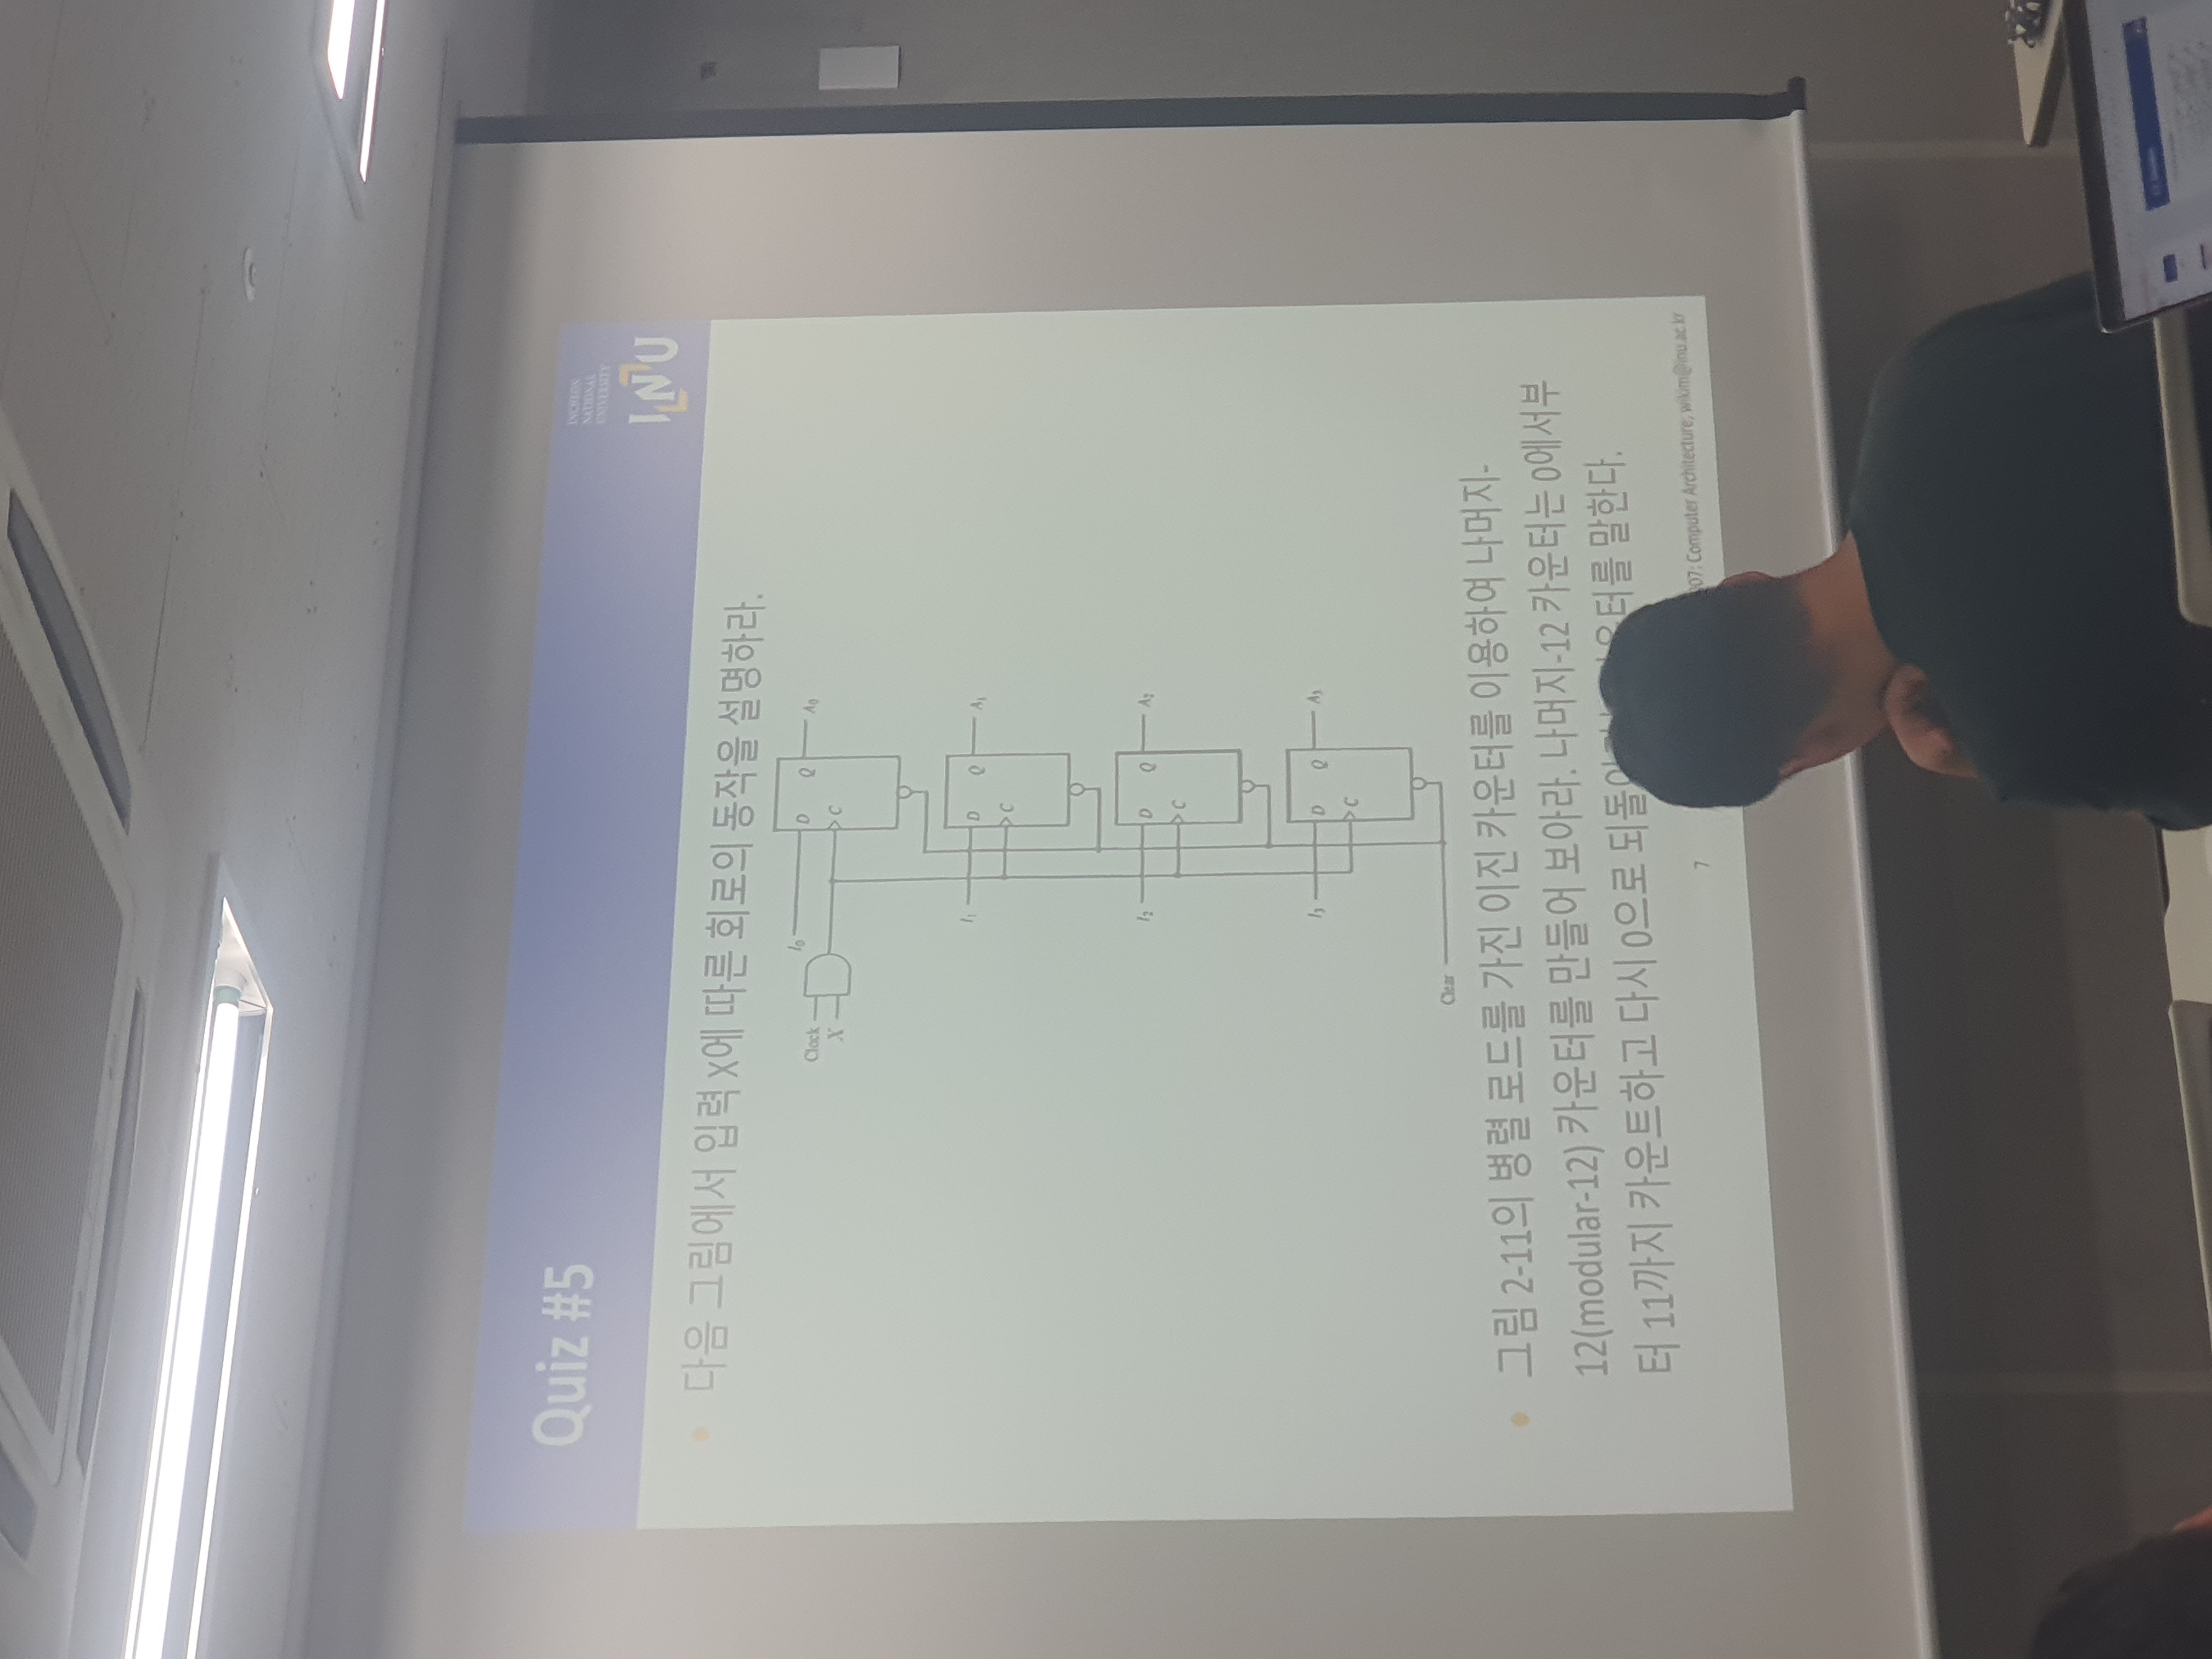 Quiz #5
INCHEON
NATIONAL
UNIVERSITY
INU
다음 그림에서 입력 X에 따른 회로의 동작을 설명하라.
Clock
X
I0
D Q
A0
C
I1
D Q
A1
C
I2
D Q
A2
C
I3
D Q
A3
C
Clear
그림 2-11의 병렬 로드를 가진 이진 카운터를 이용하여 나머지-
12(modular-12) 카운터를 만들어 보아라. 나머지-12 카운터는 0에서부
터 11까지 카운트하고 다시 0으로 터를 말한다.
7
007: Computer Architecture, wikim@inu.ac.kr